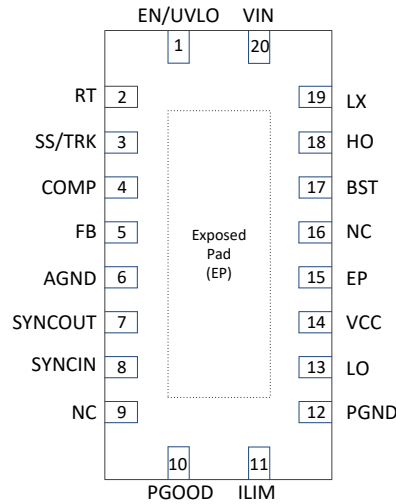 EN/UVLO VIN
1 20
RT 2 19 LX
SS/TRK 3 18 HO
COMP 4 17 BST
FB 5 16 NC
Exposed
Pad
(EP)
AGND 6 15 EP
SYNCOUT 7 14 VCC
SYNCIN 8 13 LO
NC 9 12 PGND
10 11
PGOOD ILIM